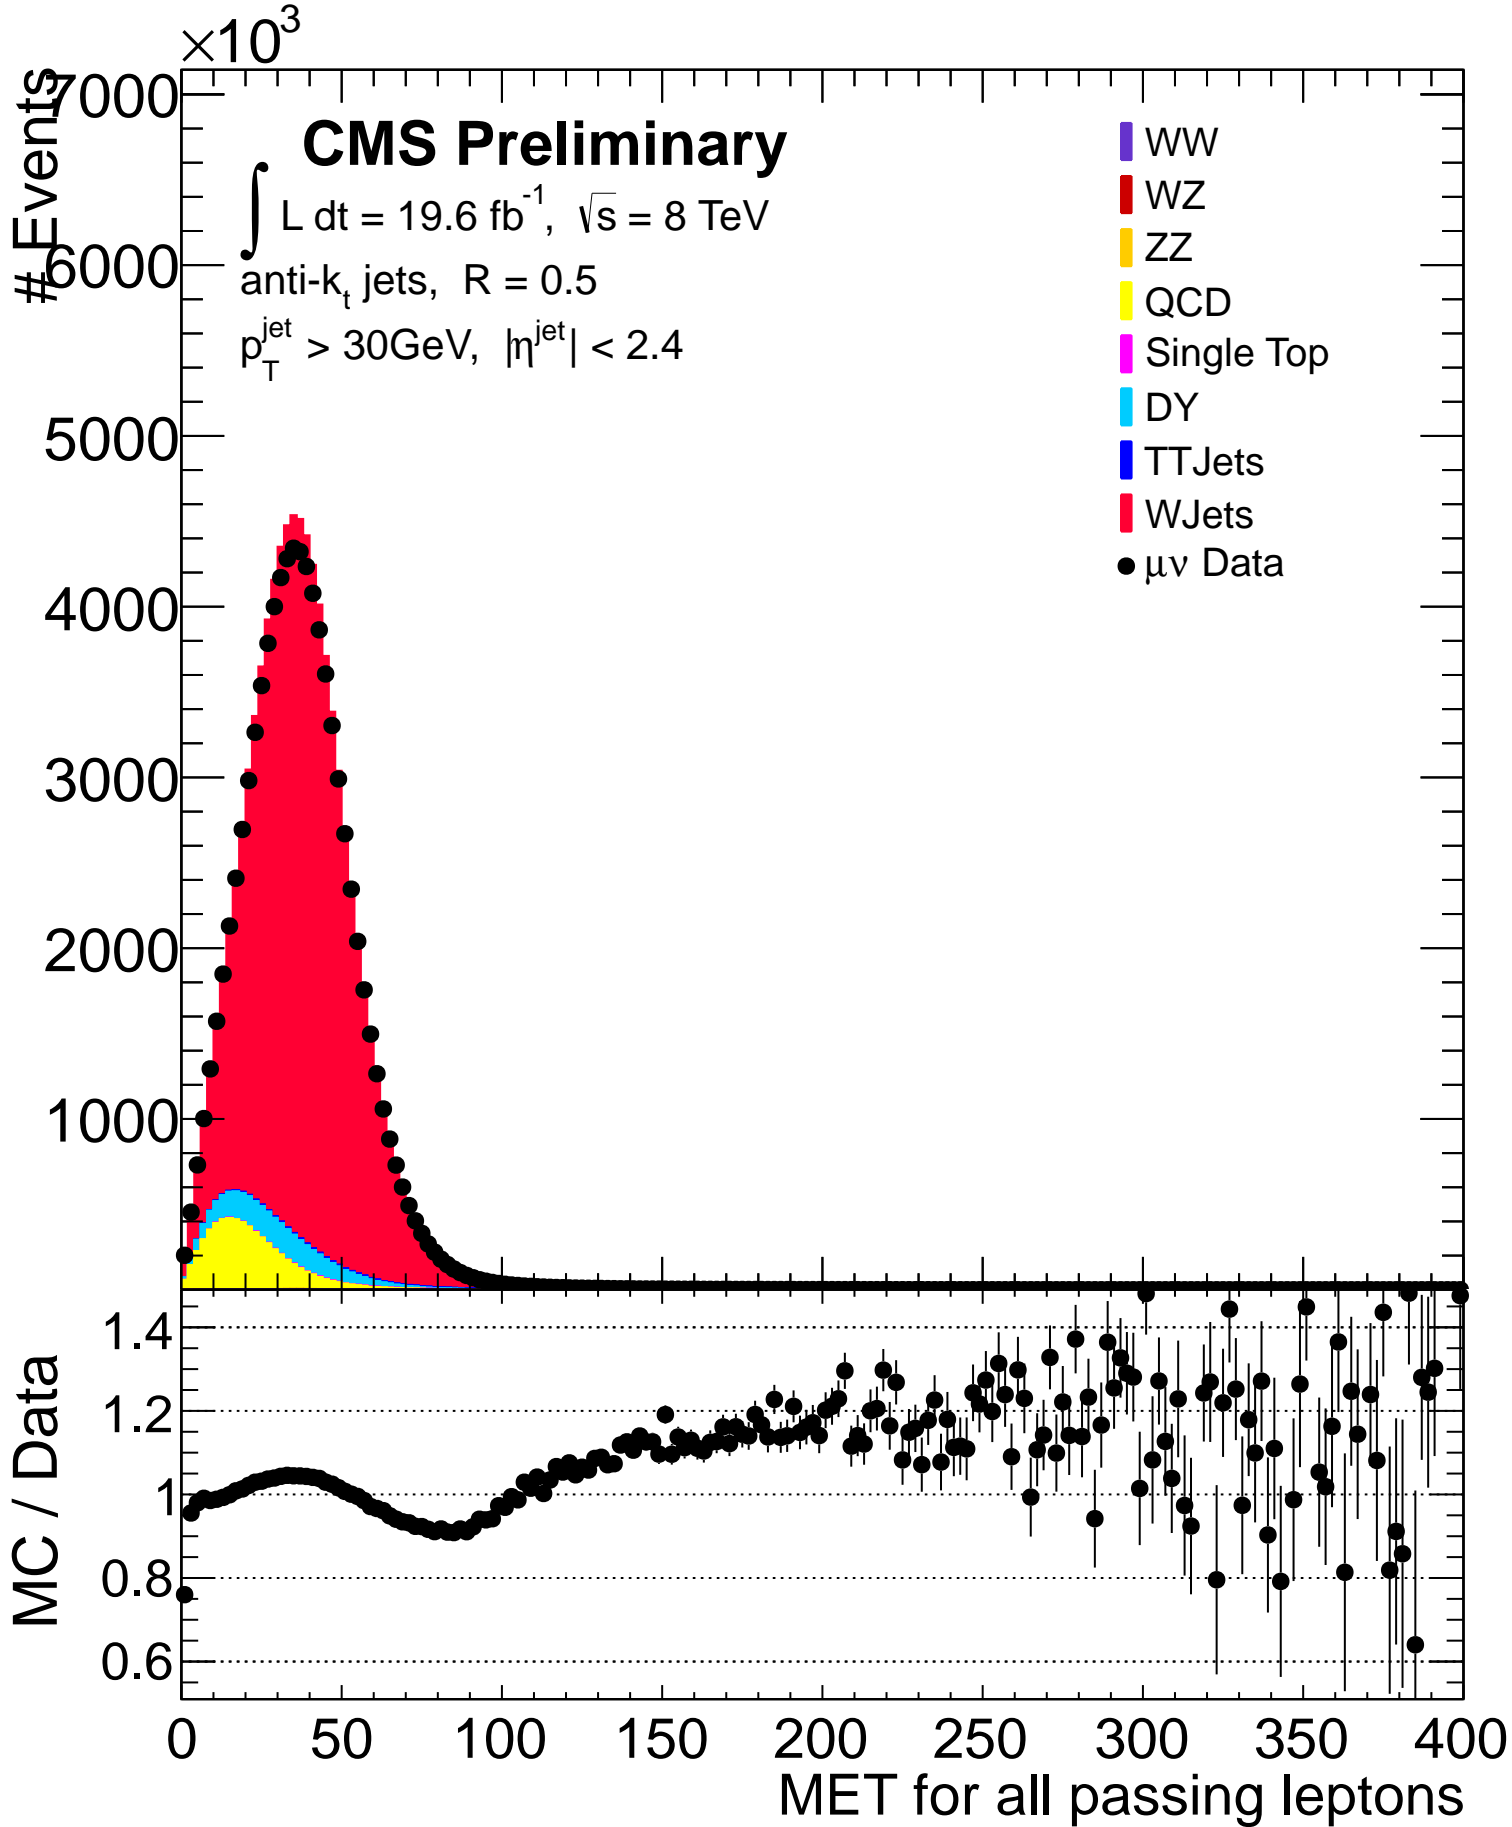 ×10³
# Events
7000
6000
5000
4000
3000
2000
1000
CMS Preliminary
∫ L dt = 19.6 fb⁻¹, √s = 8 TeV
anti-kₜ jets, R = 0.5
p_T^jet > 30GeV, |η^jet| < 2.4
WW
WZ
ZZ
QCD
Single Top
DY
TTJets
WJets
μν Data
MC / Data
1.4
1.2
1
0.8
0.6
0 50 100 150 200 250 300 350 400
MET for all passing leptons